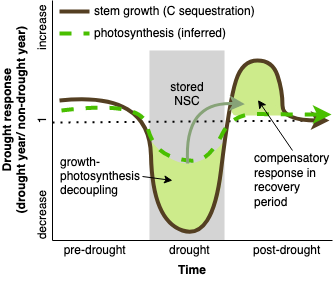 stem growth (C sequestration)
photosynthesis (inferred)
Drought response
(drought year/ non-drought year)
increase
1
decrease
stored
NSC
growth-
photosynthesis
decoupling
compensatory
response in
recovery
period
pre-drought
drought
post-drought
Time